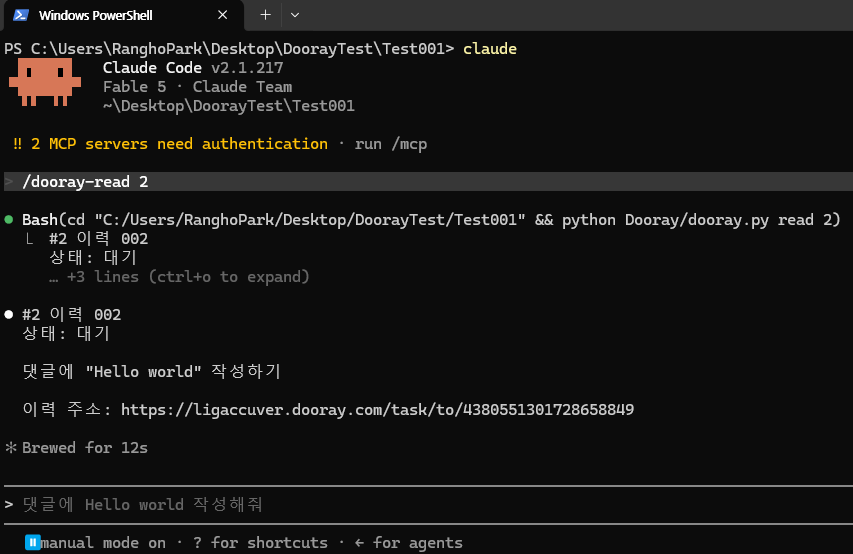 Windows PowerShell
PS C:\Users\RanghoPark\Desktop\DoorayTest\Test001> claude
Claude Code v2.1.217
Fable 5 · Claude Team
~\Desktop\DoorayTest\Test001
‼ 2 MCP servers need authentication · run /mcp
> /dooray-read 2
● Bash(cd "C:/Users/RanghoPark/Desktop/DoorayTest/Test001" && python Dooray/dooray.py read 2)
└ #2 이력 002
상태: 대기
… +3 lines (ctrl+o to expand)
● #2 이력 002
상태: 대기
댓글에 "Hello world" 작성하기
이력 주소: https://ligaccuver.dooray.com/task/to/4380551301728658849
✻ Brewed for 12s
> 댓글에 Hello world 작성해줘
⏸manual mode on · ? for shortcuts · ← for agents